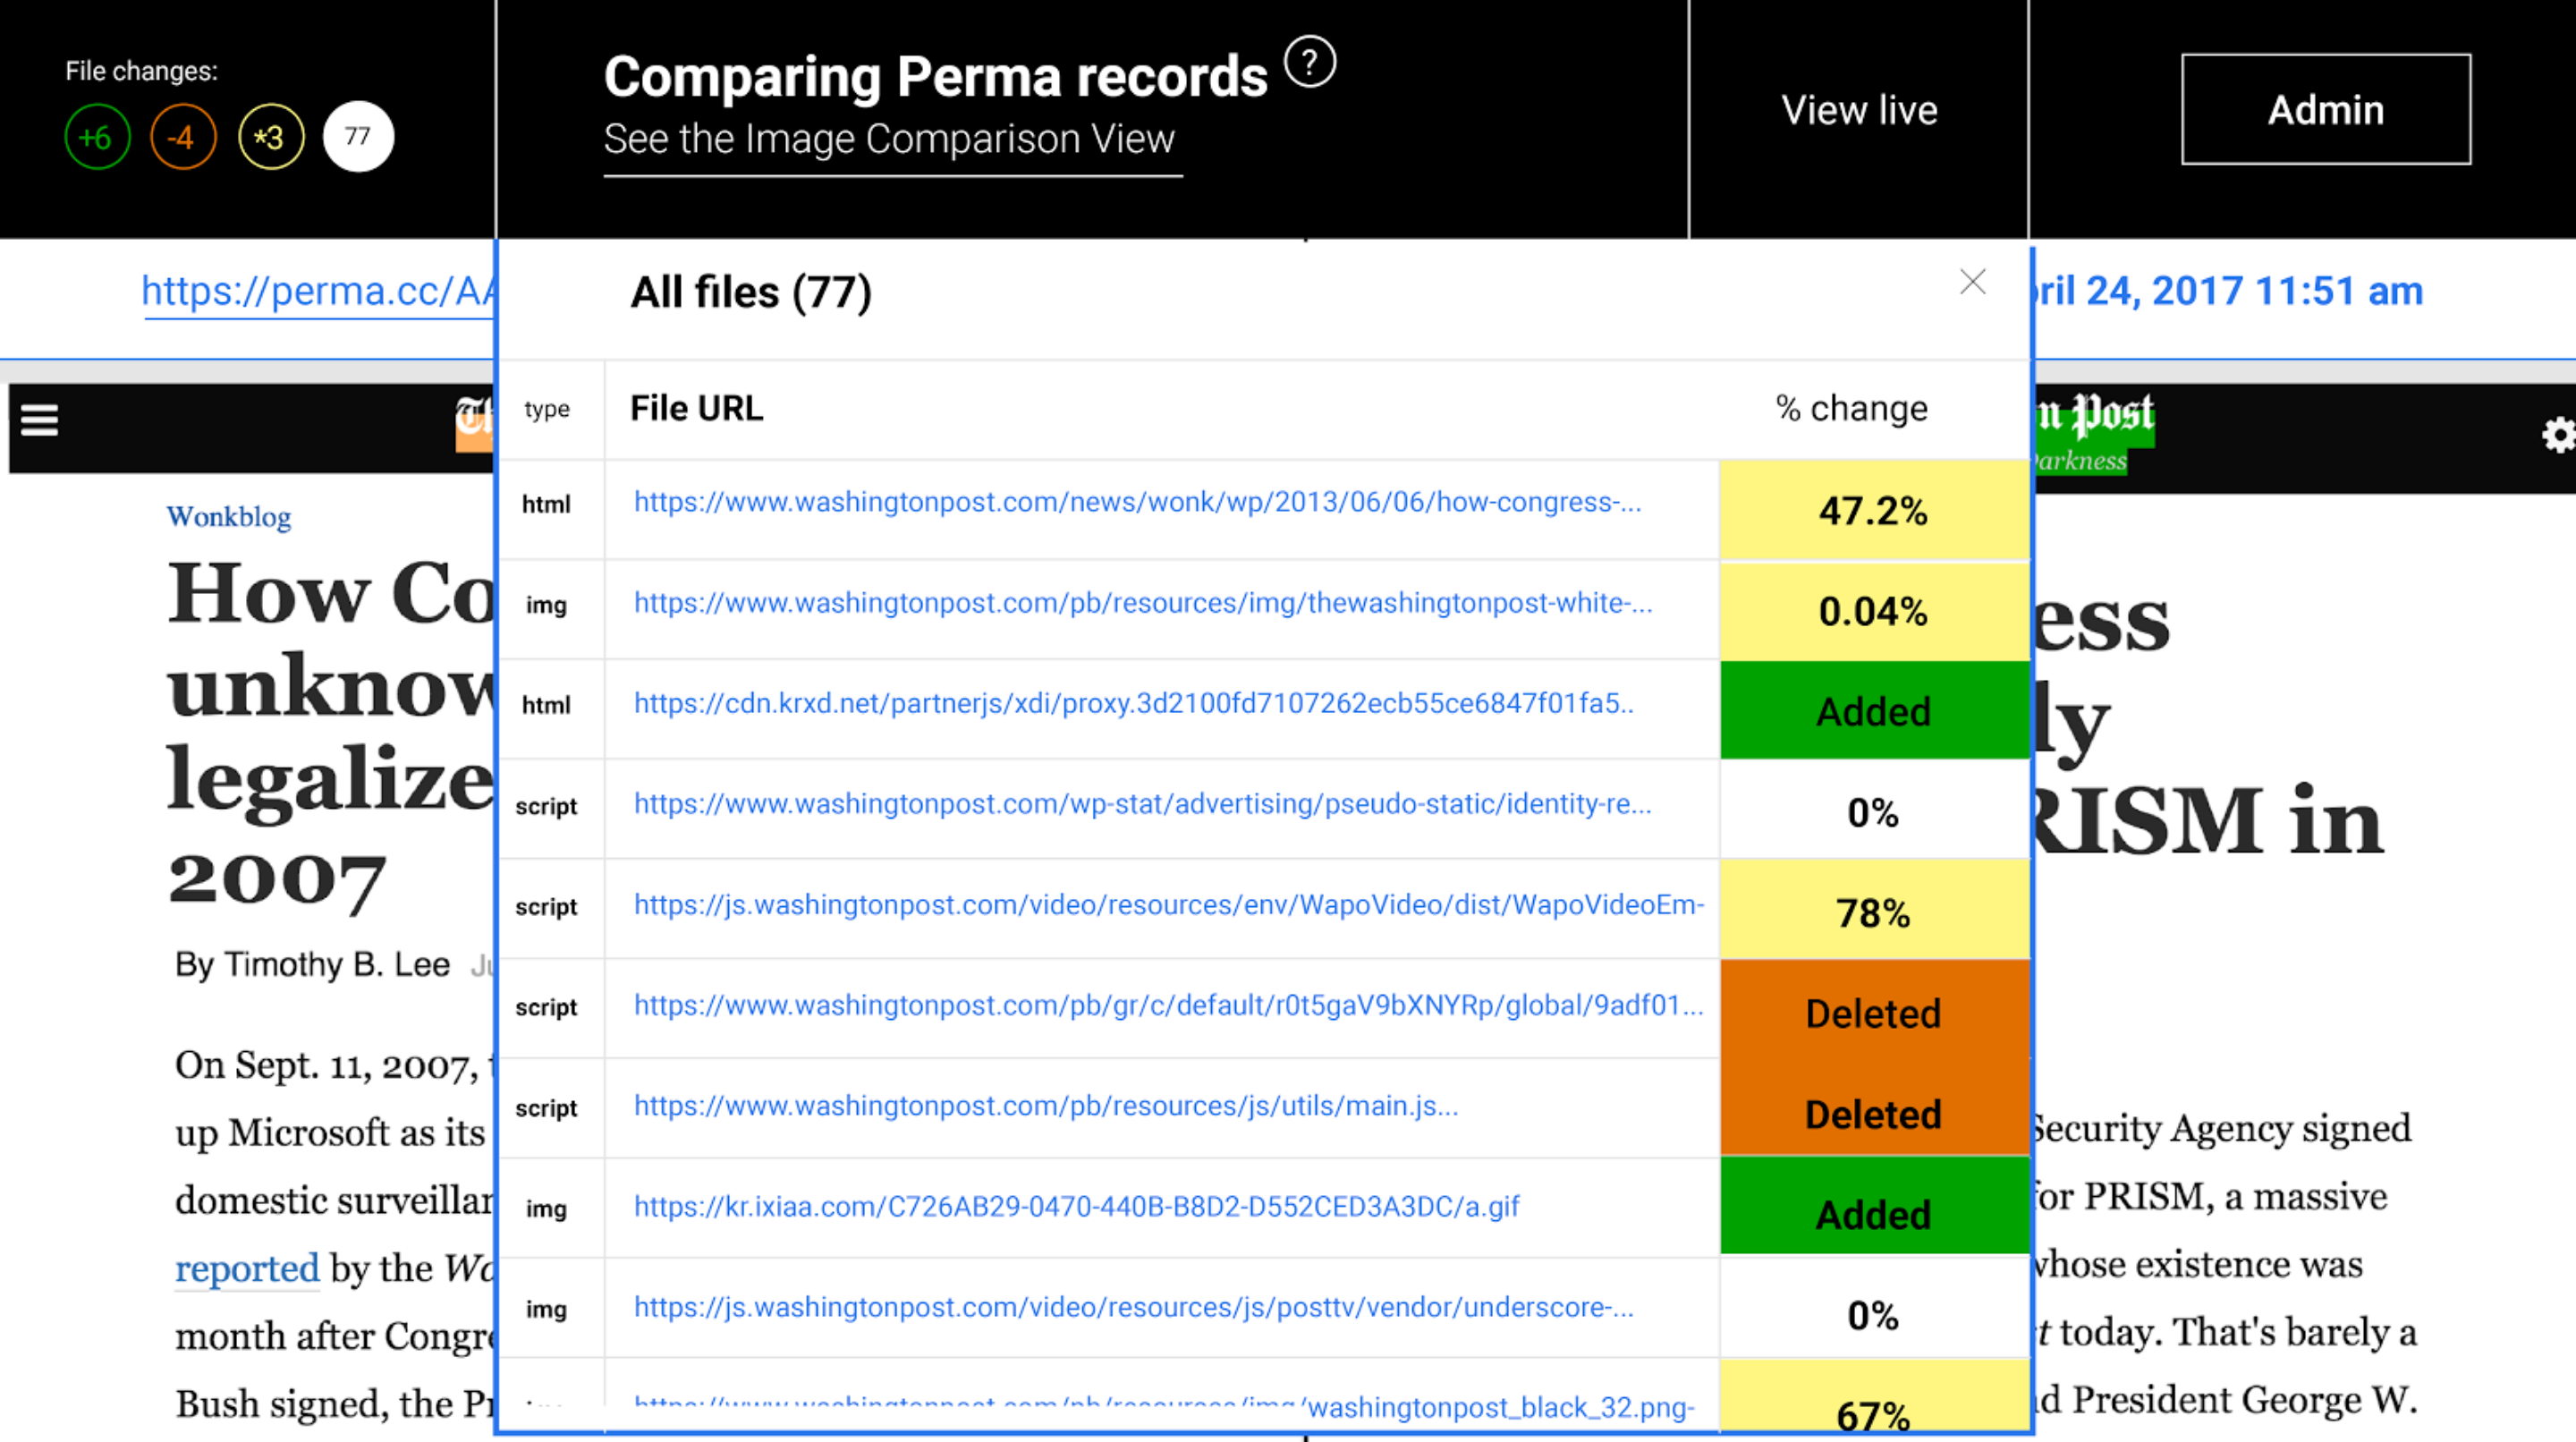 File changes:
+6 -4 *3 77
Comparing Perma records ?
See the Image Comparison View
View live
Admin
https://perma.cc/AA
ril 24, 2017 11:51 am
All files (77)
type File URL % change
html https://www.washingtonpost.com/news/wonk/wp/2013/06/06/how-congress-... 47.2%
img https://www.washingtonpost.com/pb/resources/img/thewashingtonpost-white-... 0.04%
html https://cdn.krxd.net/partnerjs/xdi/proxy.3d2100fd7107262ecb55ce6847f01fa5.. Added
script https://www.washingtonpost.com/wp-stat/advertising/pseudo-static/identity-re... 0%
script https://js.washingtonpost.com/video/resources/env/WapoVideo/dist/WapoVideoEm- 78%
script https://www.washingtonpost.com/pb/gr/c/default/r0t5gaV9bXNYRp/global/9adf01... Deleted
script https://www.washingtonpost.com/pb/resources/js/utils/main.js... Deleted
img https://kr.ixiaa.com/C726AB29-0470-440B-B8D2-D552CED3A3DC/a.gif Added
img https://js.washingtonpost.com/video/resources/js/posttv/vendor/underscore-... 0%
https://www.washingtonpost.com/pb/resources/img/washingtonpost_black_32.png- 67%
Th
Wonkblog
How Co
unknow
legalize
2007
By Timothy B. Lee Ju
On Sept. 11, 2007, t
up Microsoft as its
domestic surveillan
reported by the Wa
month after Congre
Bush signed, the Pr
n Post
Darkness
ess
ly
RISM in
Security Agency signed
for PRISM, a massive
whose existence was
t today. That's barely a
d President George W.